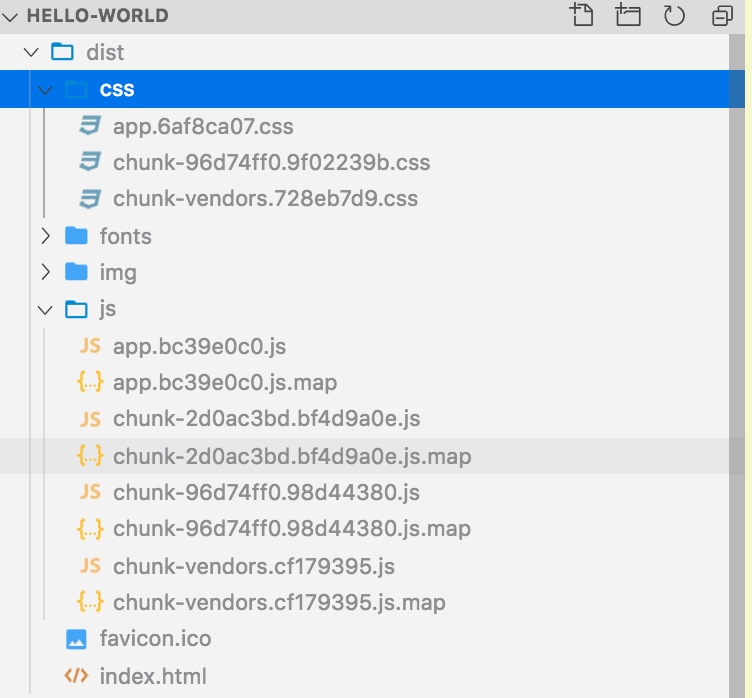 HELLO-WORLD
dist
css
app.6af8ca07.css
chunk-96d74ff0.9f02239b.css
chunk-vendors.728eb7d9.css
fonts
img
js
JS app.bc39e0c0.js
{...} app.bc39e0c0.js.map
JS chunk-2d0ac3bd.bf4d9a0e.js
{...} chunk-2d0ac3bd.bf4d9a0e.js.map
JS chunk-96d74ff0.98d44380.js
{...} chunk-96d74ff0.98d44380.js.map
JS chunk-vendors.cf179395.js
{...} chunk-vendors.cf179395.js.map
favicon.ico
</> index.html